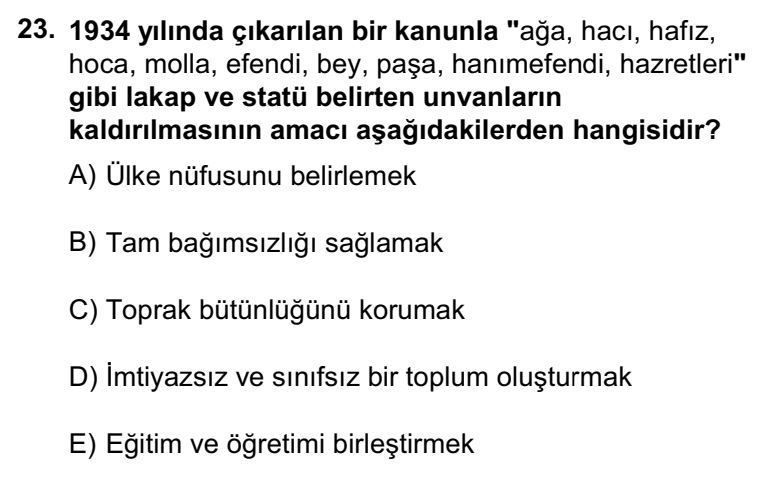 23. 1934 yılında çıkarılan bir kanunla "ağa, hacı, hafız,
hoca, molla, efendi, bey, paşa, hanımefendi, hazretleri"
gibi lakap ve statü belirten unvanların
kaldırılmasının amacı aşağıdakilerden hangisidir?
A) Ülke nüfusunu belirlemek
B) Tam bağımsızlığı sağlamak
C) Toprak bütünlüğünü korumak
D) İmtiyazsız ve sınıfsız bir toplum oluşturmak
E) Eğitim ve öğretimi birleştirmek